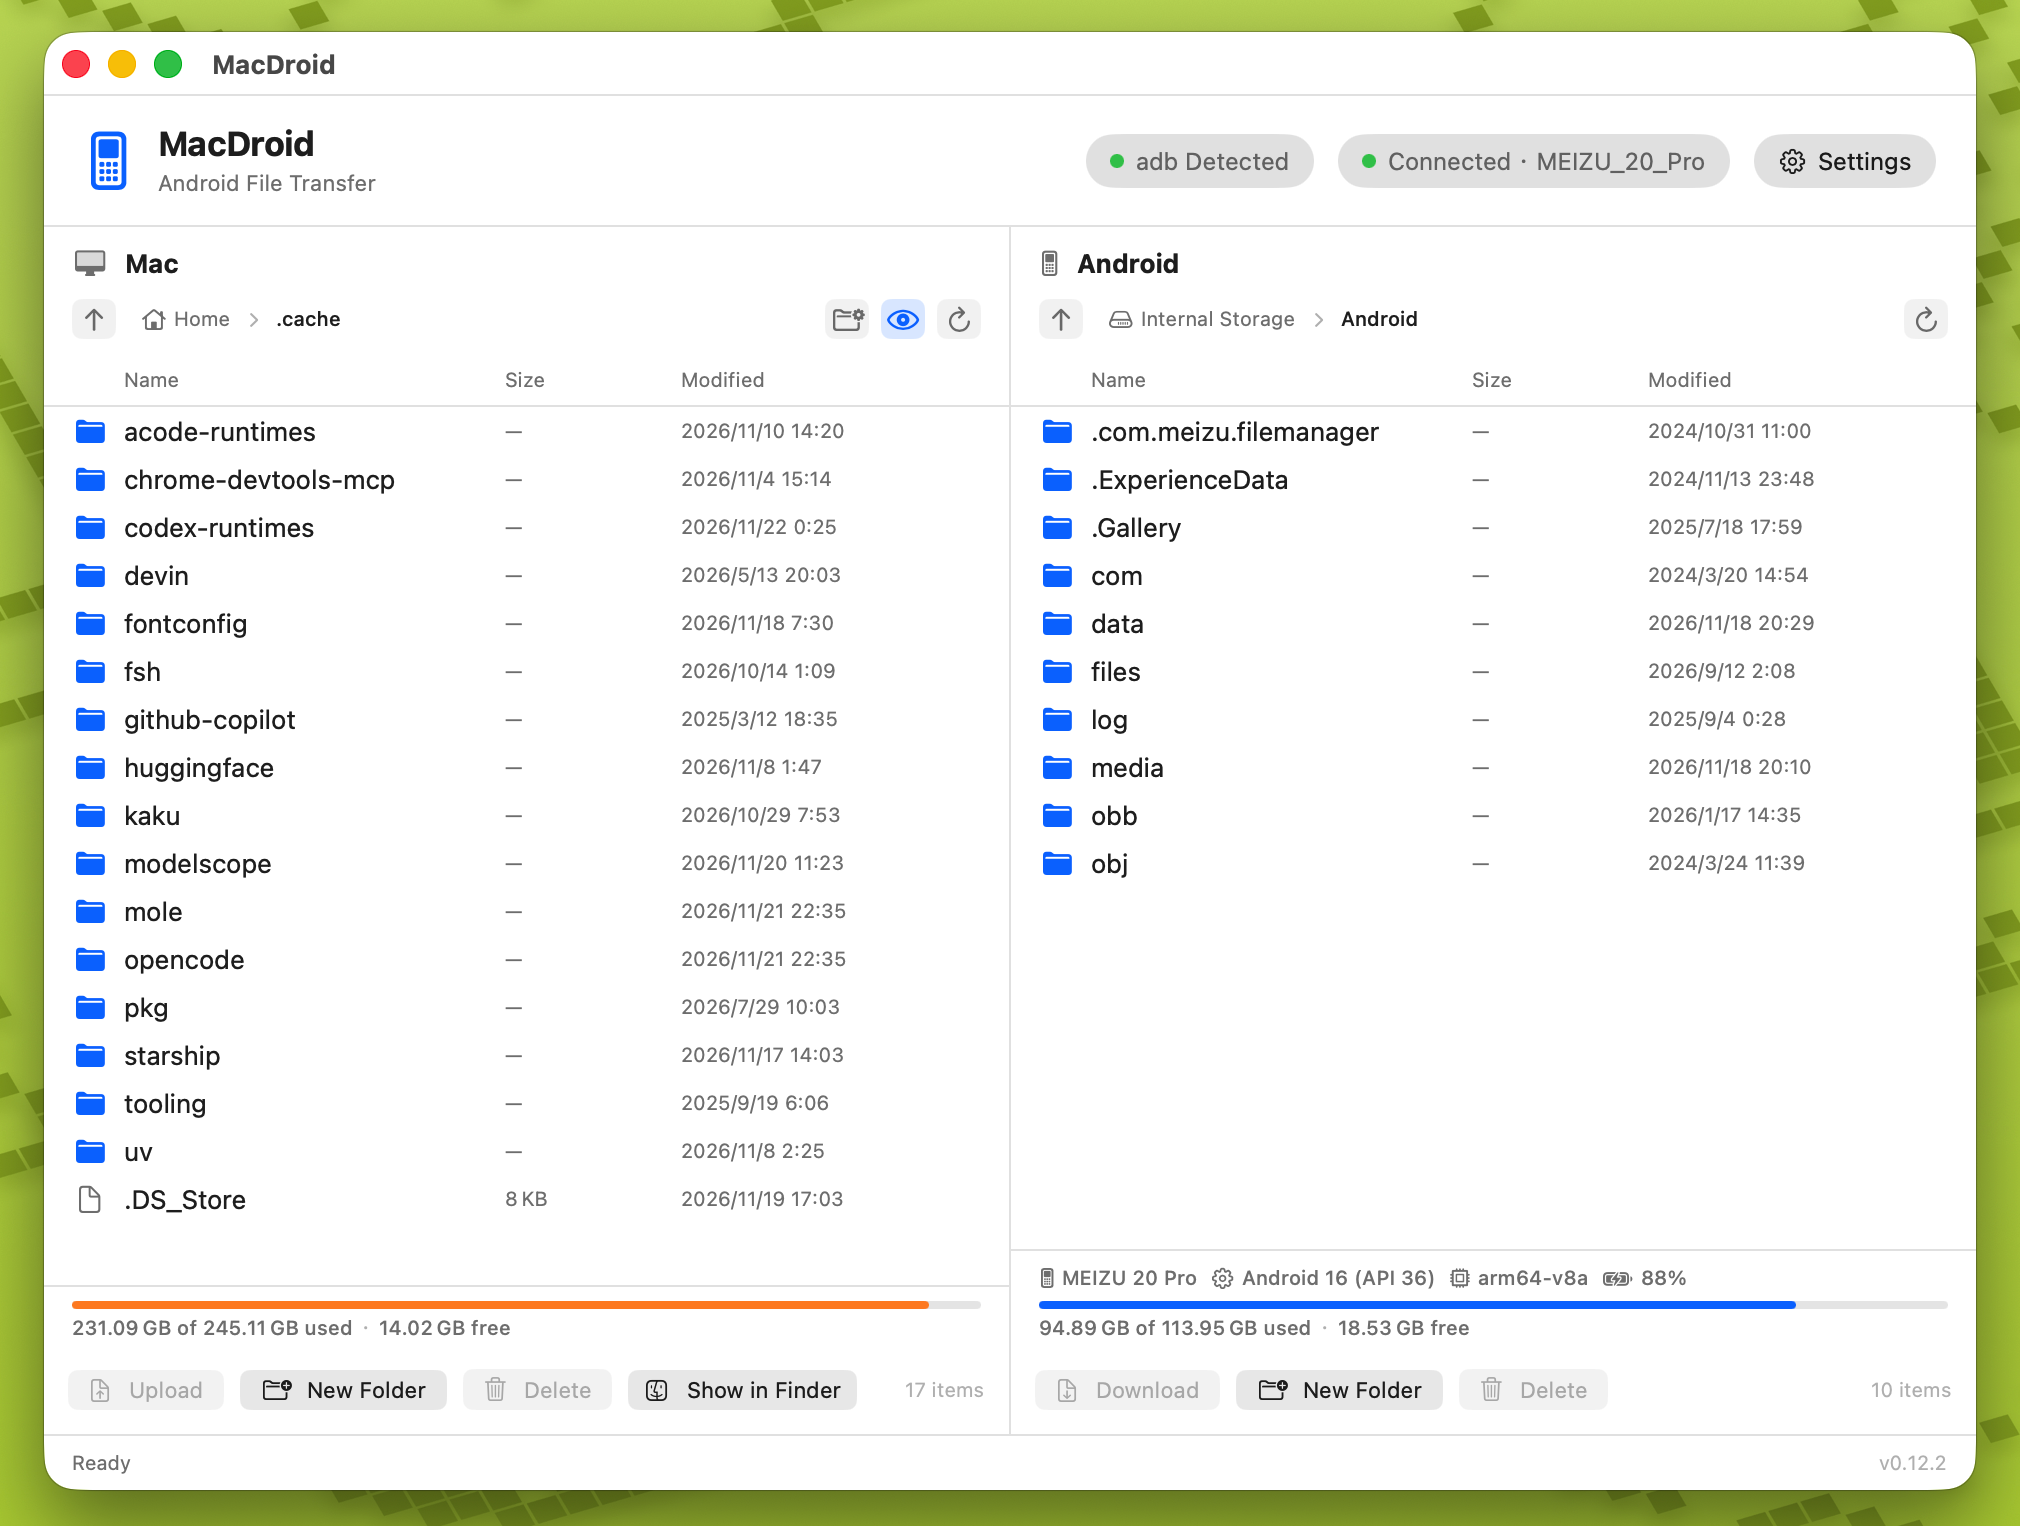 MacDroid
MacDroid
Android File Transfer
adb Detected
Connected · MEIZU_20_Pro
Settings
Mac
Home > .cache
Name Size Modified
acode-runtimes — 2026/11/10 14:20
chrome-devtools-mcp — 2026/11/4 15:14
codex-runtimes — 2026/11/22 0:25
devin — 2026/5/13 20:03
fontconfig — 2026/11/18 7:30
fsh — 2026/10/14 1:09
github-copilot — 2025/3/12 18:35
huggingface — 2026/11/8 1:47
kaku — 2026/10/29 7:53
modelscope — 2026/11/20 11:23
mole — 2026/11/21 22:35
opencode — 2026/11/21 22:35
pkg — 2026/7/29 10:03
starship — 2026/11/17 14:03
tooling — 2025/9/19 6:06
uv — 2026/11/8 2:25
.DS_Store 8 KB 2026/11/19 17:03
231.09 GB of 245.11 GB used · 14.02 GB free
Upload New Folder Delete Show in Finder 17 items
Android
Internal Storage > Android
Name Size Modified
.com.meizu.filemanager — 2024/10/31 11:00
.ExperienceData — 2024/11/13 23:48
.Gallery — 2025/7/18 17:59
com — 2024/3/20 14:54
data — 2026/11/18 20:29
files — 2026/9/12 2:08
log — 2025/9/4 0:28
media — 2026/11/18 20:10
obb — 2026/1/17 14:35
obj — 2024/3/24 11:39
MEIZU 20 Pro Android 16 (API 36) arm64-v8a 88%
94.89 GB of 113.95 GB used · 18.53 GB free
Download New Folder Delete 10 items
Ready
v0.12.2